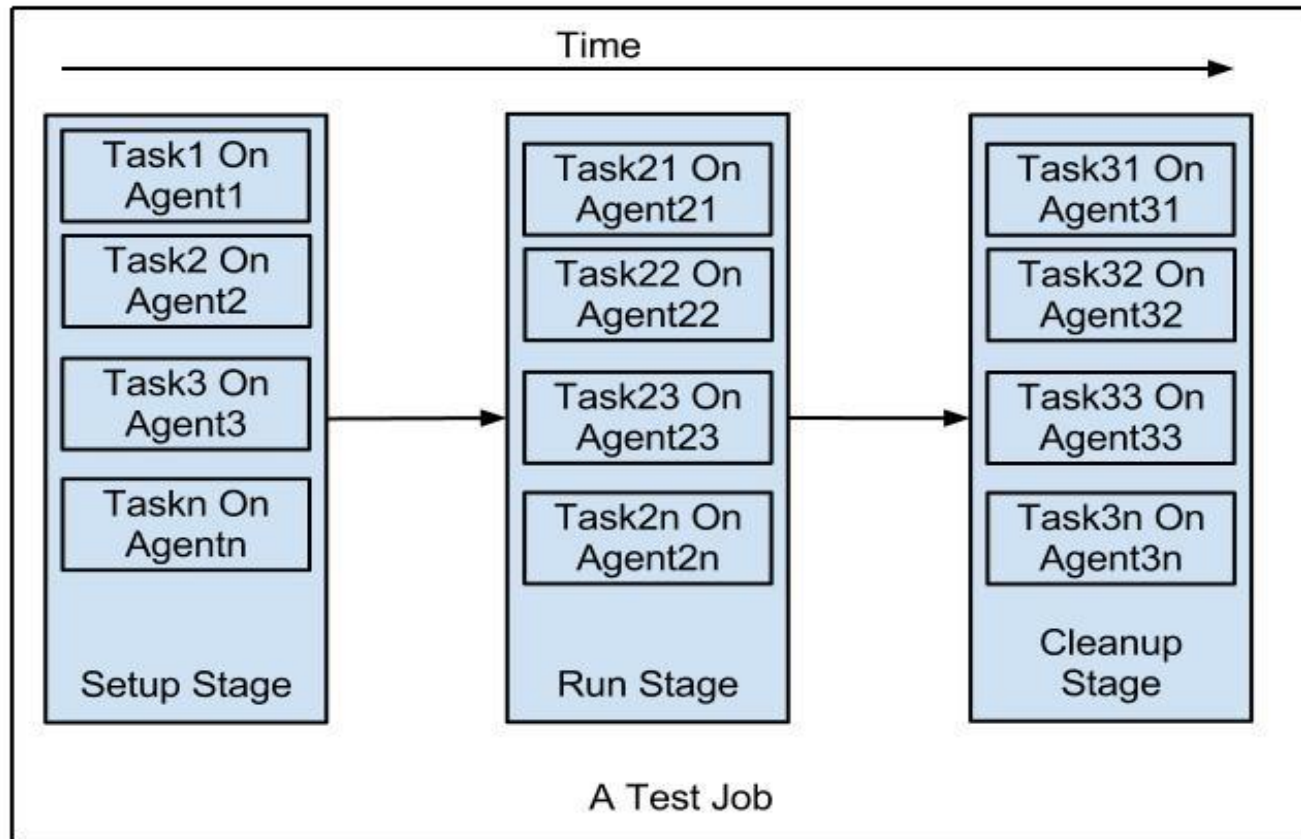 Time
Task1 On
Agent1
Task2 On
Agent2
Task3 On
Agent3
Taskn On
Agentn
Setup Stage
Task21 On
Agent21
Task22 On
Agent22
Task23 On
Agent23
Task2n On
Agent2n
Run Stage
Task31 On
Agent31
Task32 On
Agent32
Task33 On
Agent33
Task3n On
Agent3n
Cleanup
Stage
A Test Job